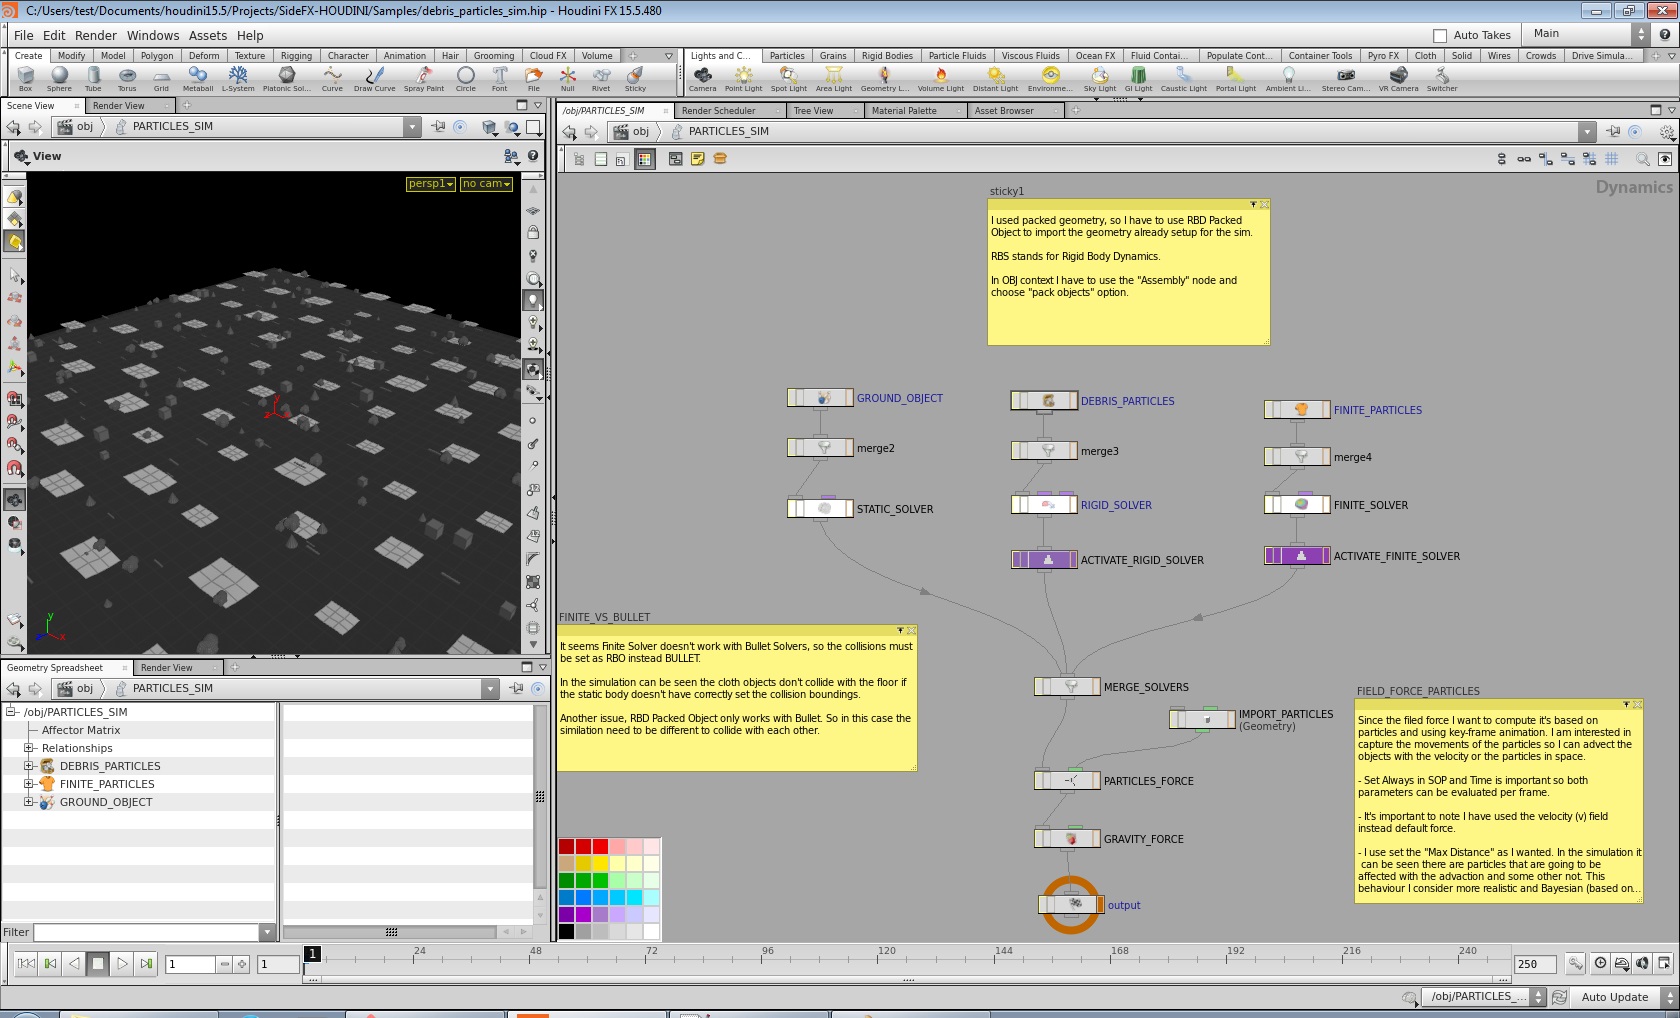 C:/Users/test/Documents/houdini15.5/Projects/SideFX-HOUDINI/Samples/debris_particles_sim.hip - Houdini FX 15.5.480
File Edit Render Windows Assets Help
Auto Takes Main
Create Modify Model Polygon Deform Texture Rigging Character Animation Hair Grooming Cloud FX Volume
Lights and C... Particles Grains Rigid Bodies Particle Fluids Viscous Fluids Ocean FX Fluid Contai... Populate Cont... Container Tools Pyro FX Cloth Solid Wires Crowds Drive Simula...
Box Sphere Tube Torus Grid Metaball L-System Platonic Sol... Curve Draw Curve Spray Paint Circle Font File Null Rivet Sticky
Camera Point Light Spot Light Area Light Geometry L... Volume Light Distant Light Environme... Sky Light GI Light Caustic Light Portal Light Ambient Li... Stereo Cam... VR Camera Switcher
Scene View Render View
obj PARTICLES_SIM
View
persp1 no cam
y
x
z
y
x
z
Geometry Spreadsheet Render View
obj PARTICLES_SIM
/obj/PARTICLES_SIM
Affector Matrix
Relationships
DEBRIS_PARTICLES
FINITE_PARTICLES
GROUND_OBJECT
Filter
/obj/PARTICLES_SIM Render Scheduler Tree View Material Palette Asset Browser
obj PARTICLES_SIM
Dynamics
sticky1
I used packed geometry, so I have to use RBD Packed
Object to import the geometry already setup for the sim.
RBS stands for Rigid Body Dynamics.
In OBJ context I have to use the "Assembly" node and
choose "pack objects" option.
GROUND_OBJECT
DEBRIS_PARTICLES
FINITE_PARTICLES
merge2
merge3
merge4
STATIC_SOLVER
RIGID_SOLVER
FINITE_SOLVER
ACTIVATE_RIGID_SOLVER
ACTIVATE_FINITE_SOLVER
FINITE_VS_BULLET
It seems Finite Solver doesn't work with Bullet Solvers, so the collisions must
be set as RBO instead BULLET.
In the simulation can be seen the cloth objects don't collide with the floor if
the static body doesn't have correctly set the collision boundings.
Another issue, RBD Packed Object only works with Bullet. So in this case the
similation need to be different to collide with each other.
MERGE_SOLVERS
IMPORT_PARTICLES
(Geometry)
PARTICLES_FORCE
GRAVITY_FORCE
output
FIELD_FORCE_PARTICLES
Since the filed force I want to compute it's based on
particles and using key-frame animation. I am interested in
capture the movements of the particles so I can advect the
objects with the velocity or the particles in space.
- Set Always in SOP and Time is important so both
parameters can be evaluated per frame.
- It's important to note I have used the velocity (v) field
instead default force.
- I use set the "Max Distance" as I wanted. In the simulation it
can be seen there are particles that are going to be
affected with the advaction and some other not. This
behaviour I consider more realistic and Bayesian (based on...
1 1 1 24 48 72 96 120 144 168 192 216 240 250
/obj/PARTICLES_... Auto Update